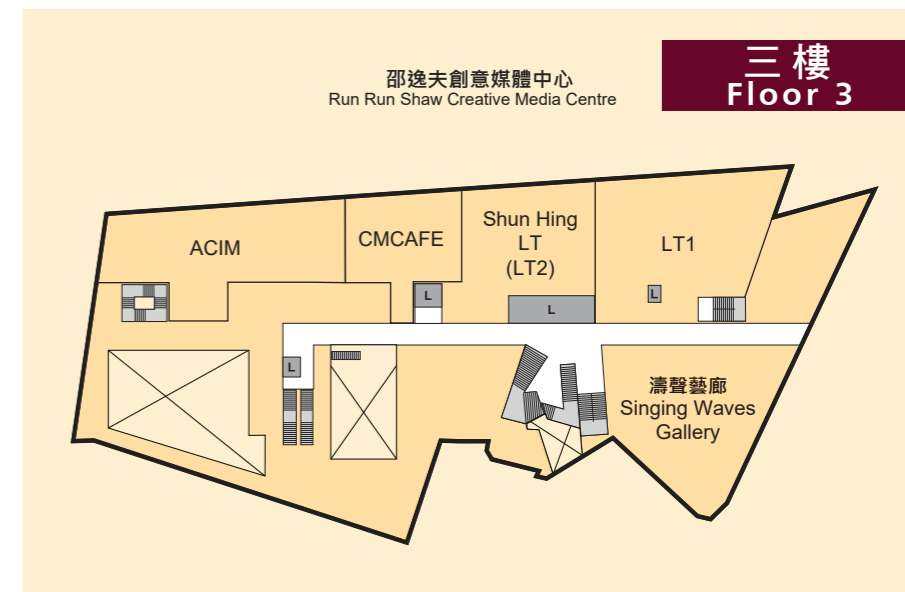 三樓
Floor 3
邵逸夫創意媒體中心
Run Run Shaw Creative Media Centre
ACIM
CMCAFE
Shun Hing
LT
(LT2)
LT1
L
L
L
L
濤聲藝廊
Singing Waves
Gallery